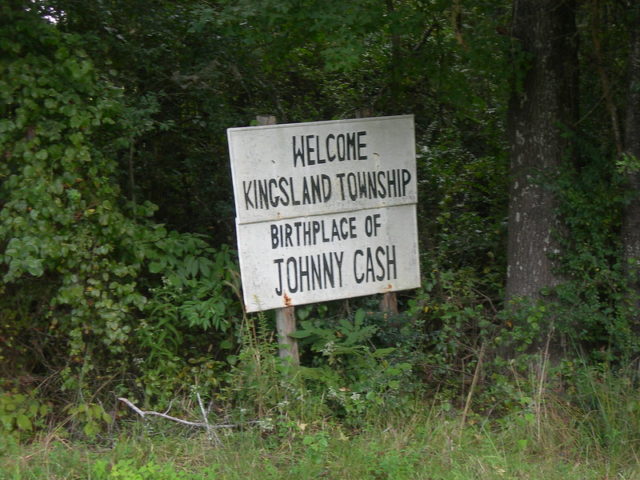 WELCOME
KINGSLAND TOWNSHIP
BIRTHPLACE OF
JOHNNY CASH